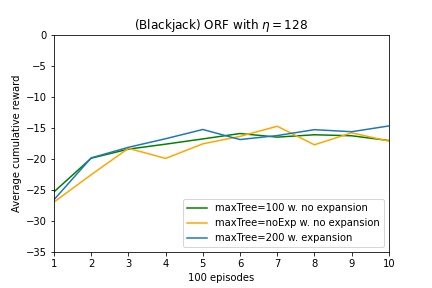 (Blackjack) ORF with η = 128
Average cumulative reward
0
−5
−10
−15
−20
−25
−30
−35
maxTree=100 w. no expansion
maxTree=noExp w. no expansion
maxTree=200 w. expansion
1 2 3 4 5 6 7 8 9 10
100 episodes